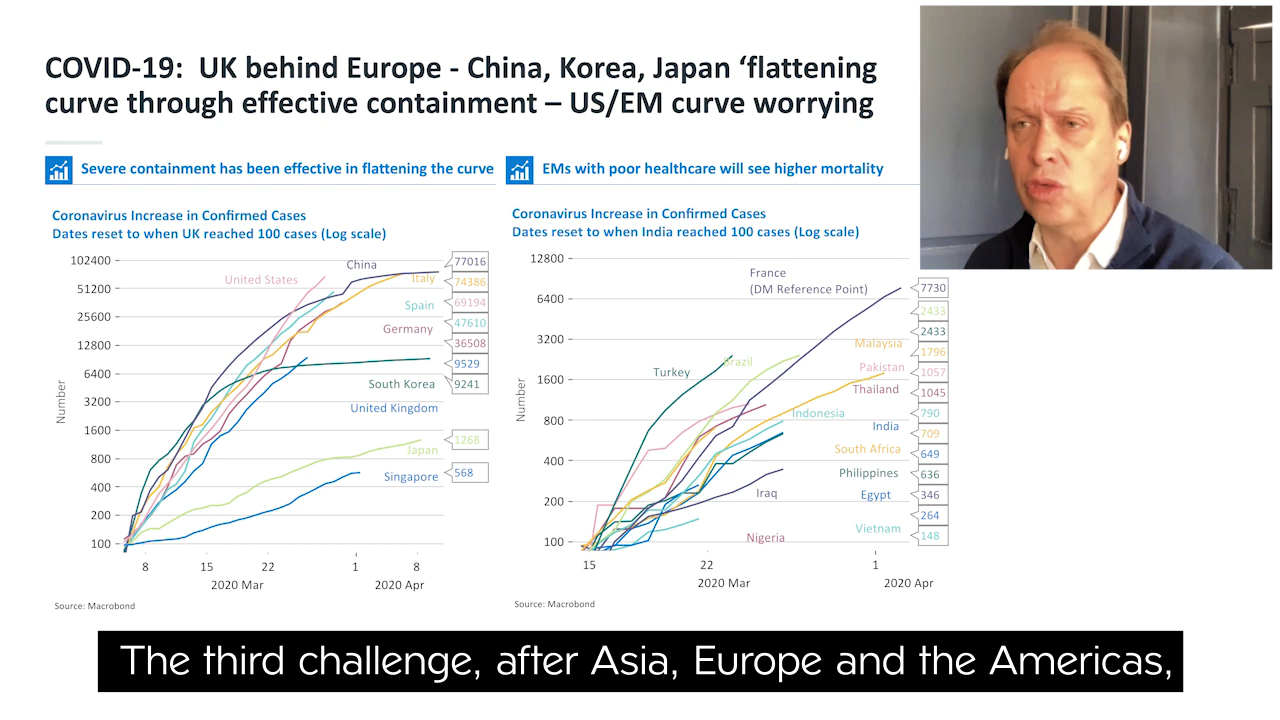 COVID-19:  UK behind Europe - China, Korea, Japan ‘flattening
curve through effective containment – US/EM curve worrying
Severe containment has been effective in flattening the curve
Coronavirus Increase in Confirmed Cases
Dates reset to when UK reached 100 cases (Log scale)
102400
51200
25600
12800
6400
3200
1600
800
400
200
100
Number
United States
China
Italy
Spain
Germany
South Korea
United Kingdom
Japan
Singapore
77016
74386
69194
47610
36508
9529
9241
1268
568
8
15
22
1
8
2020 Mar
2020 Apr
Source: Macrobond
EMs with poor healthcare will see higher mortality
Coronavirus Increase in Confirmed Cases
Dates reset to when India reached 100 cases (Log scale)
12800
6400
3200
1600
800
400
200
100
Number
France
(DM Reference Point)
Turkey
Brazil
Malaysia
Pakistan
Thailand
Indonesia
India
South Africa
Philippines
Iraq
Egypt
Vietnam
Nigeria
7730
2433
2433
1796
1057
1045
790
709
649
636
346
264
148
15
22
1
2020 Mar
2020 Apr
Source: Macrobond
The third challenge, after Asia, Europe and the Americas,